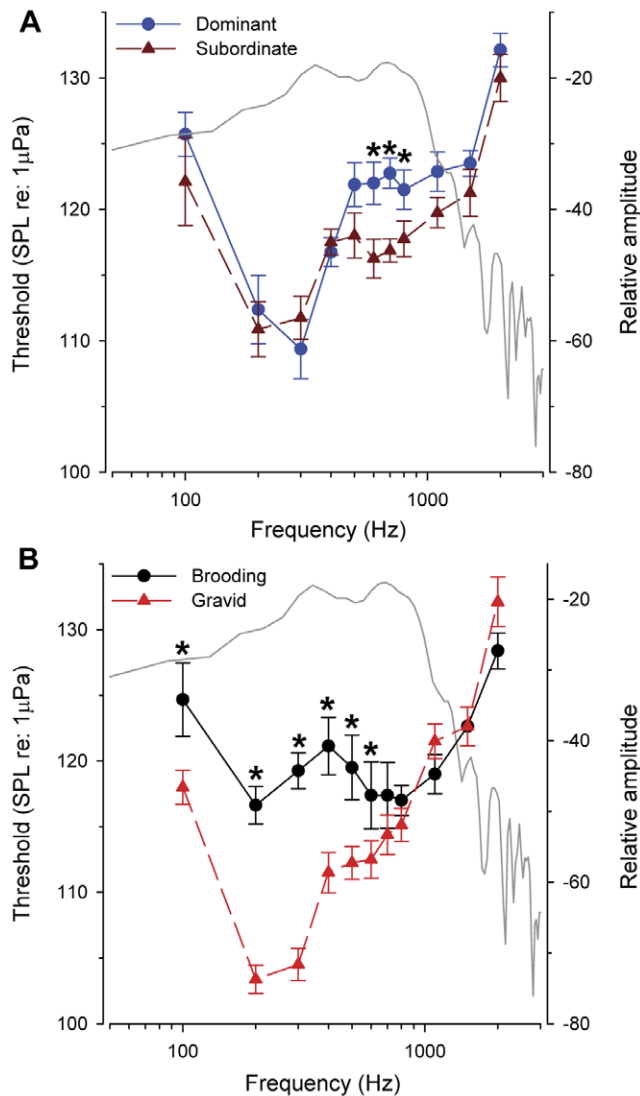 A
Dominant
Subordinate
Threshold (SPL re: 1μPa)
130
120
110
100
* * *
-20
-40
-60
-80
Relative amplitude
100
1000
Frequency (Hz)
B
Brooding
Gravid
Threshold (SPL re: 1μPa)
130
120
110
100
* * * * * *
-20
-40
-60
-80
Relative amplitude
100
1000
Frequency (Hz)